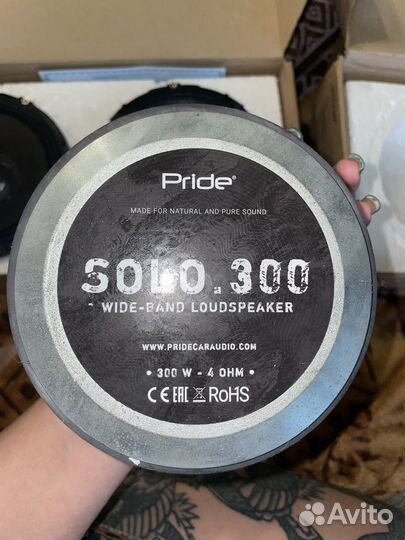 Pride®
MADE FOR NATURAL AND PURE SOUND
SOLO.300
WIDE-BAND LOUDSPEAKER
WWW.PRIDECARAUDIO.COM
• 300 W - 4 OHM •
CE EAC RoHS
Avito